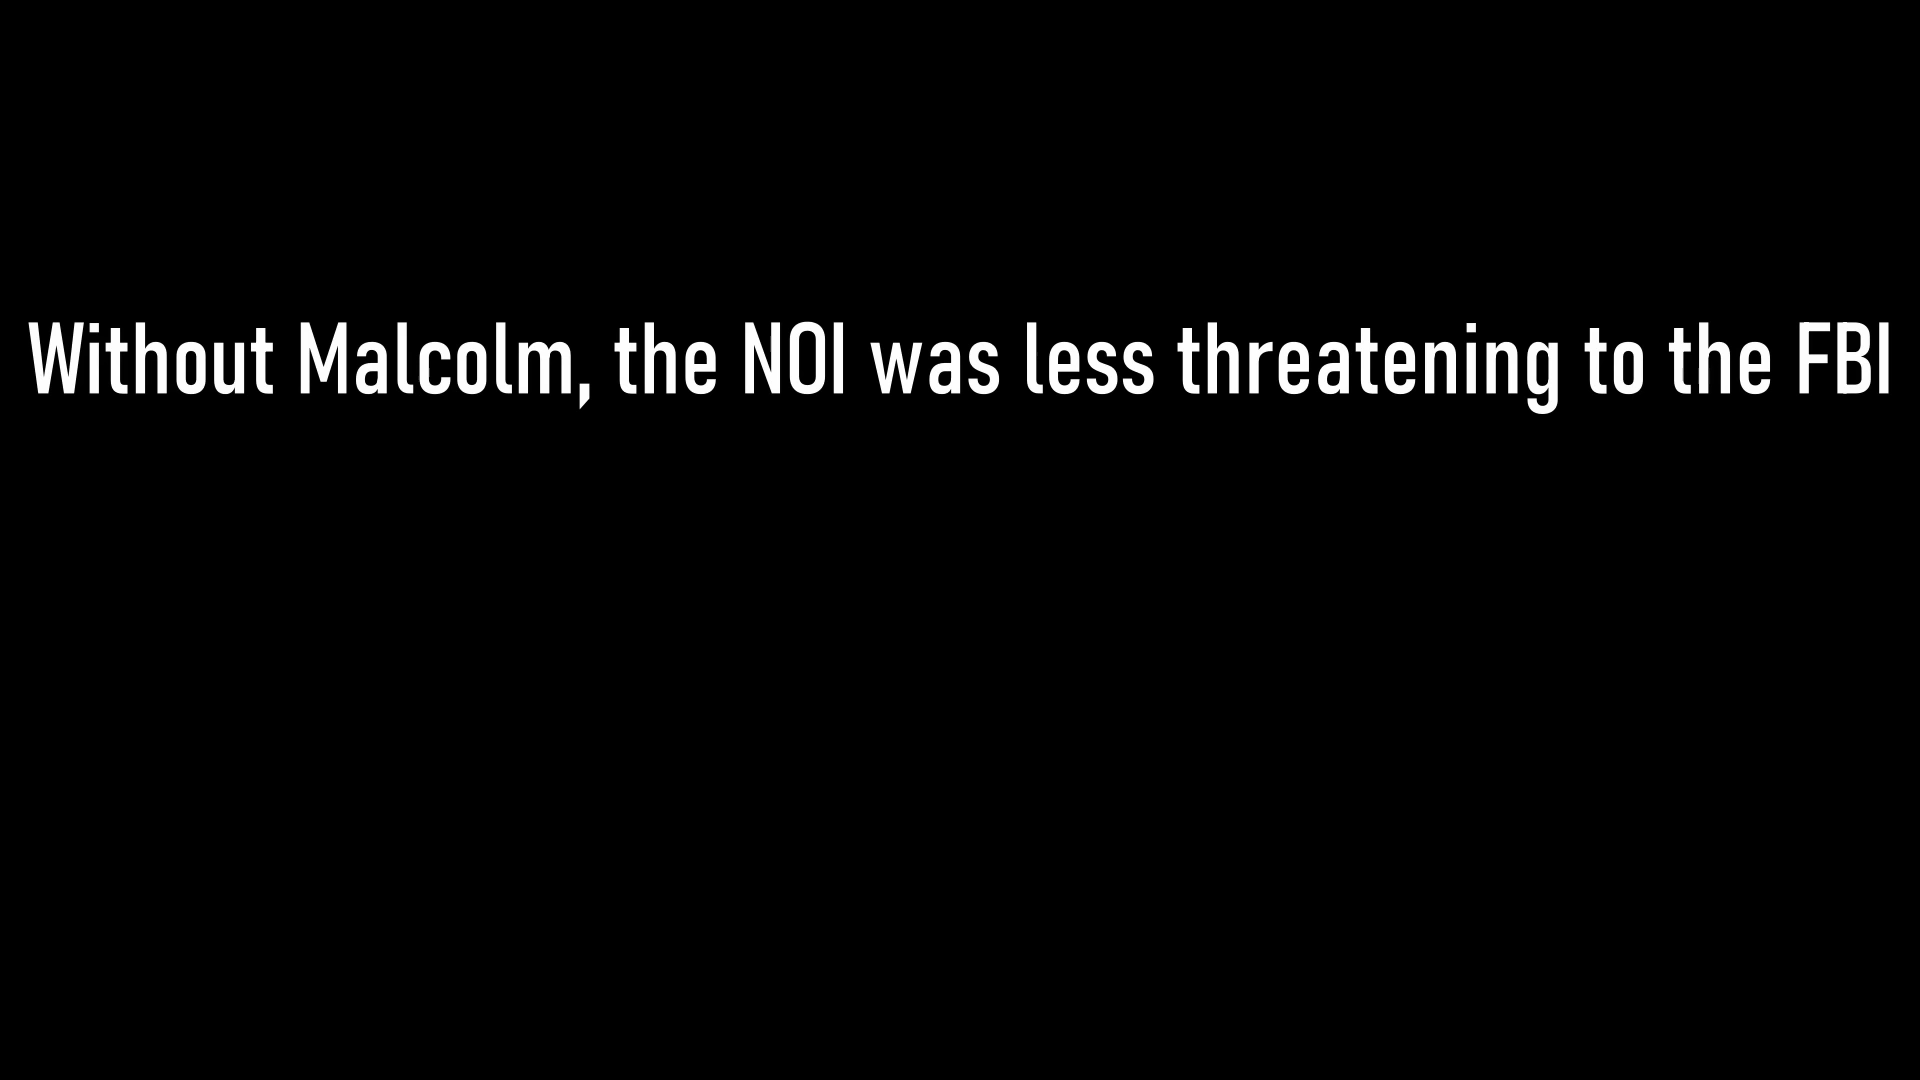 Without Malcolm, the NOI was less threatening to the FBI